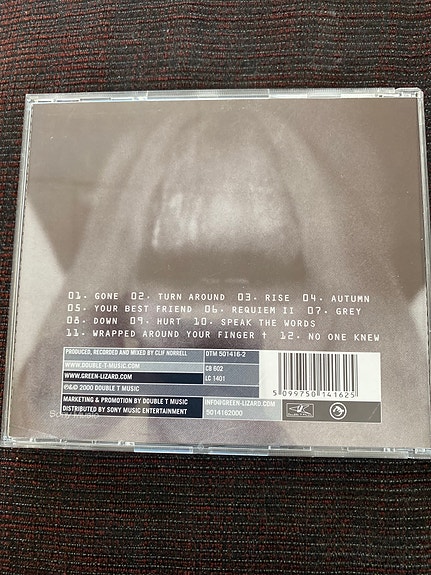 01. GONE 02. TURN AROUND 03. RISE 04. AUTUMN
05. YOUR BEST FRIEND 06. REQUIEM II 07. GREY
08. DOWN 09. HURT 10. SPEAK THE WORDS
11. WRAPPED AROUND YOUR FINGER † 12. NO ONE KNEW
PRODUCED, RECORDED AND MIXED BY CLIF NORRELL DTM 501416-2
WWW.DOUBLE-T-MUSIC.COM CB 602
WWW.GREEN-LIZARD.COM LC 1401
℗&© 2000 DOUBLE T MUSIC
MARKETING & PROMOTION BY DOUBLE T MUSIC INFO@GREEN-LIZARD.COM
DISTRIBUTED BY SONY MUSIC ENTERTAINMENT 5014162000
5 099750 141625
Sony Music